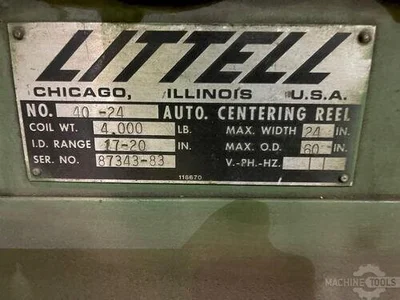 LITTELL
CHICAGO, ILLINOIS U.S.A.
NO. 40-24 AUTO. CENTERING REEL
COIL WT. 4,000 LB. MAX. WIDTH 24 IN.
I.D. RANGE 17-20 IN. MAX. O.D. 60 IN.
SER. NO. 87343-83 V.-PH.-HZ.
118670
MACHINE TOOLS